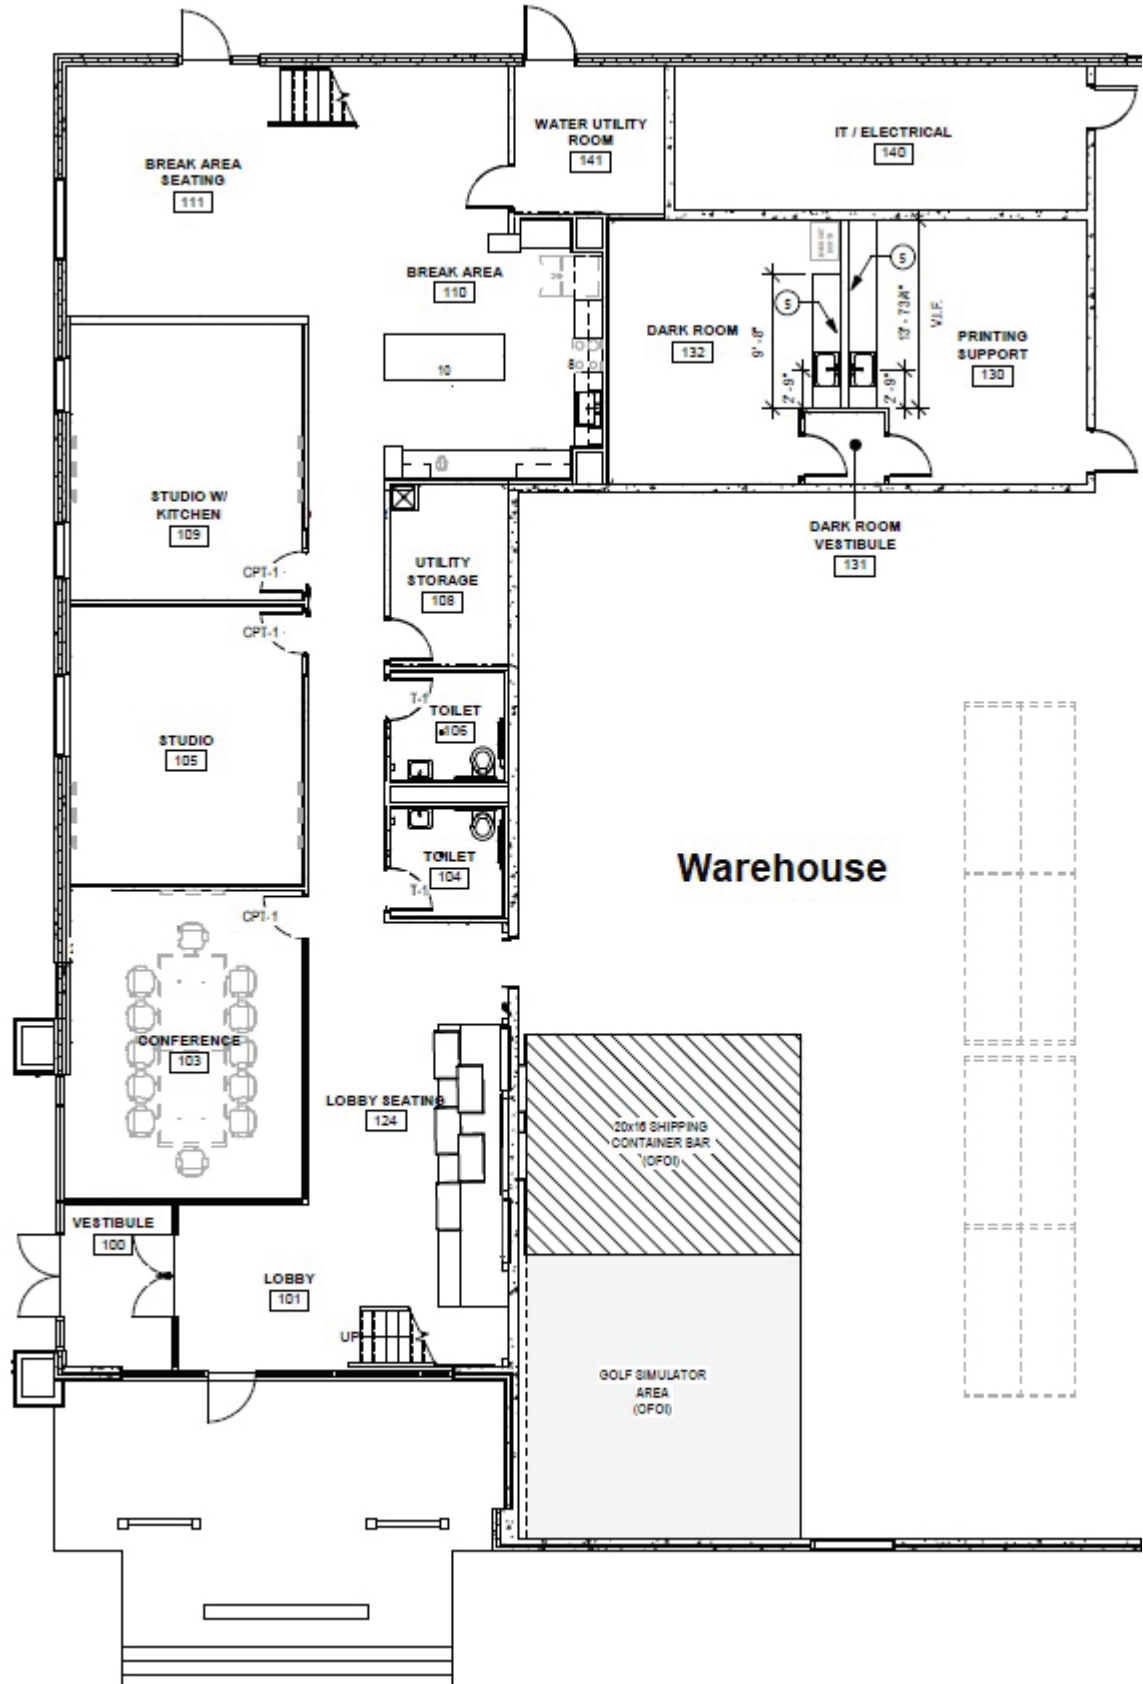 WATER UTILITY
ROOM
141
IT / ELECTRICAL
140
BREAK AREA
SEATING
111
BREAK AREA
110
10
DARK ROOM
132
5
5
9'-6"
2'-9"
2'-9"
13' - 7 3/4"
V.I.F.
PRINTING
SUPPORT
130
DARK ROOM
VESTIBULE
131
STUDIO W/
KITCHEN
109
CPT-1
UTILITY
STORAGE
108
CPT-1
T-1
TOILET
106
STUDIO
105
TOILET
104
T-1
Warehouse
CPT-1
CONFERENCE
103
LOBBY SEATING
124
20x16 SHIPPING
CONTAINER BAR
(OFOI)
VESTIBULE
100
LOBBY
101
UP
GOLF SIMULATOR
AREA
(OFOI)